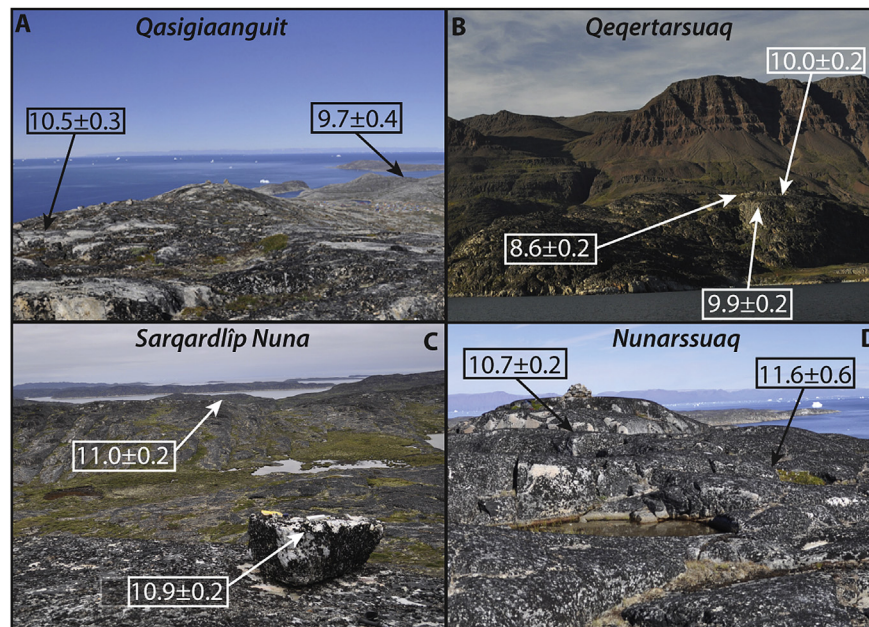 A
Qasigiaanguit
10.5±0.3
9.7±0.4
B
Qeqertarsuaq
10.0±0.2
8.6±0.2
9.9±0.2
Sarqardlîp Nuna
C
11.0±0.2
10.9±0.2
Nunarssuaq
D
10.7±0.2
11.6±0.6